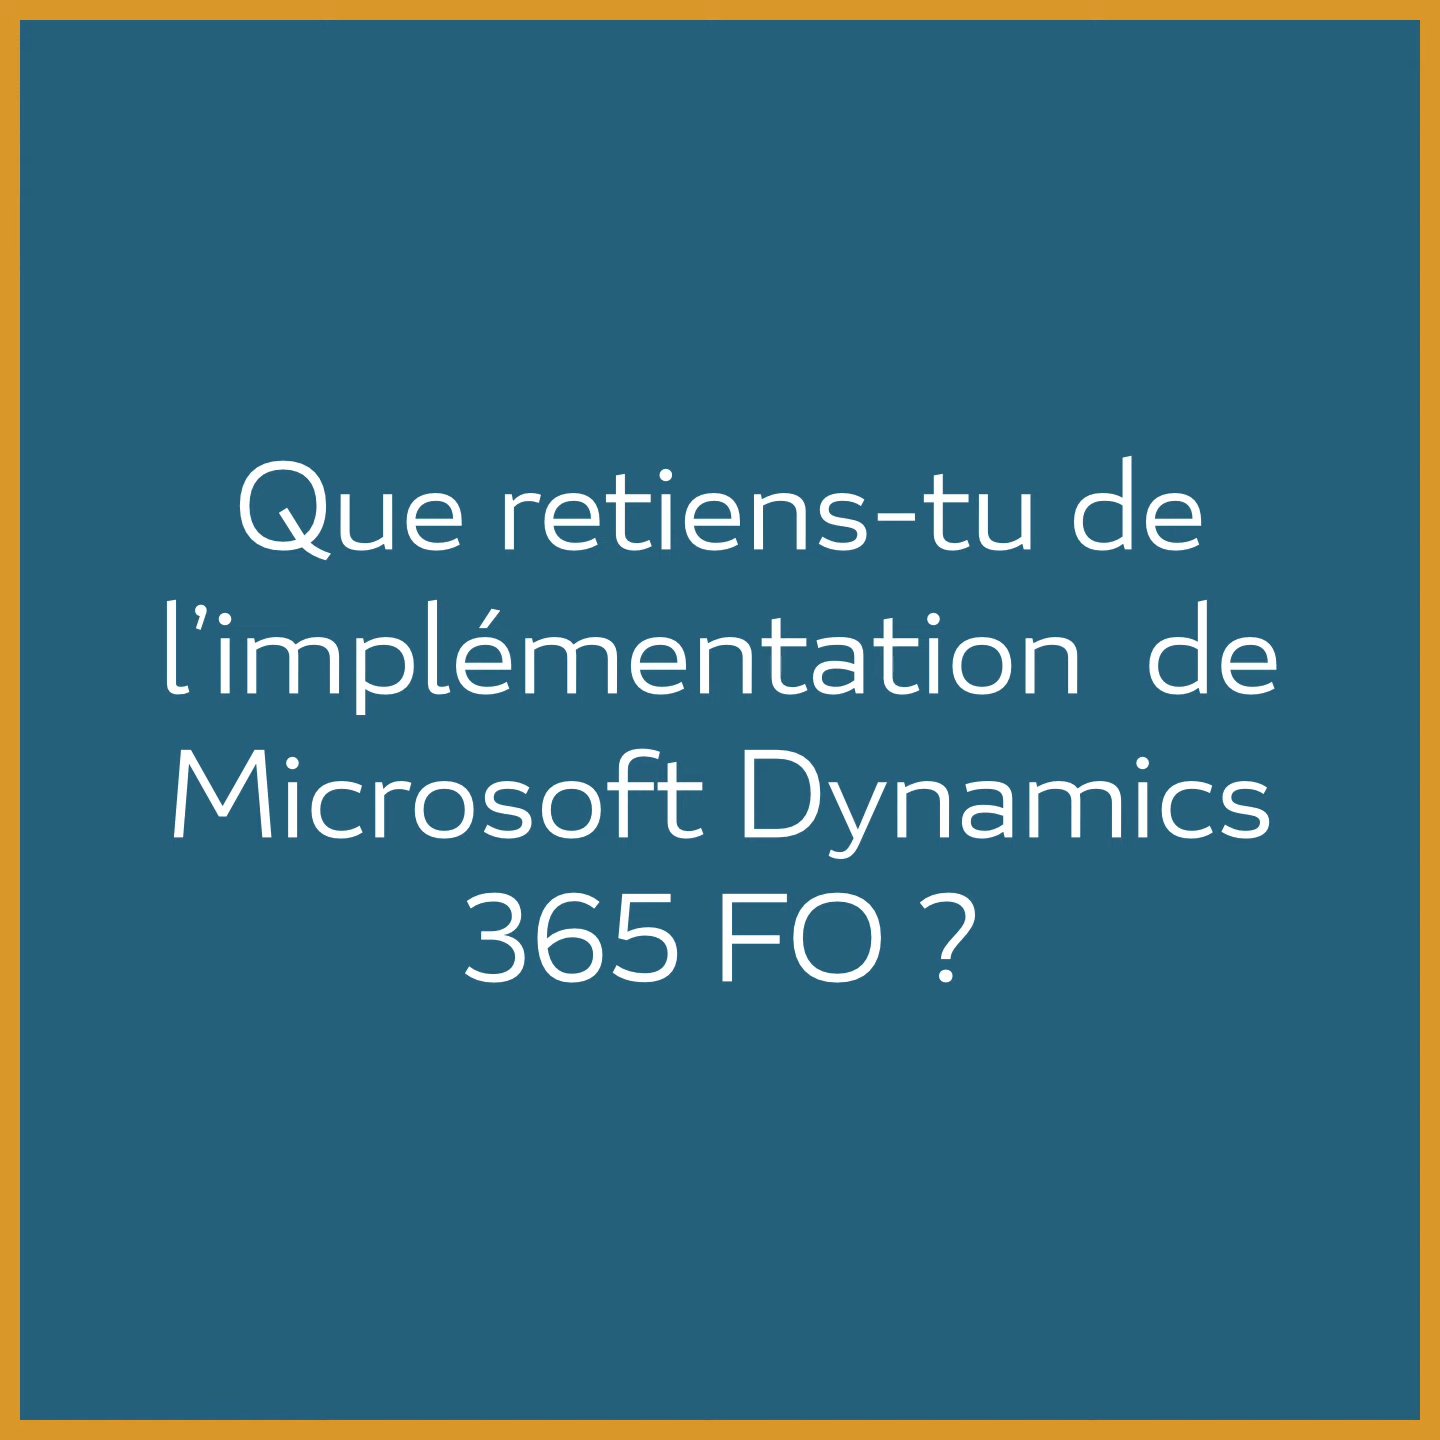 Que retiens-tu de
l’implémentation  de
Microsoft Dynamics
365 FO ?